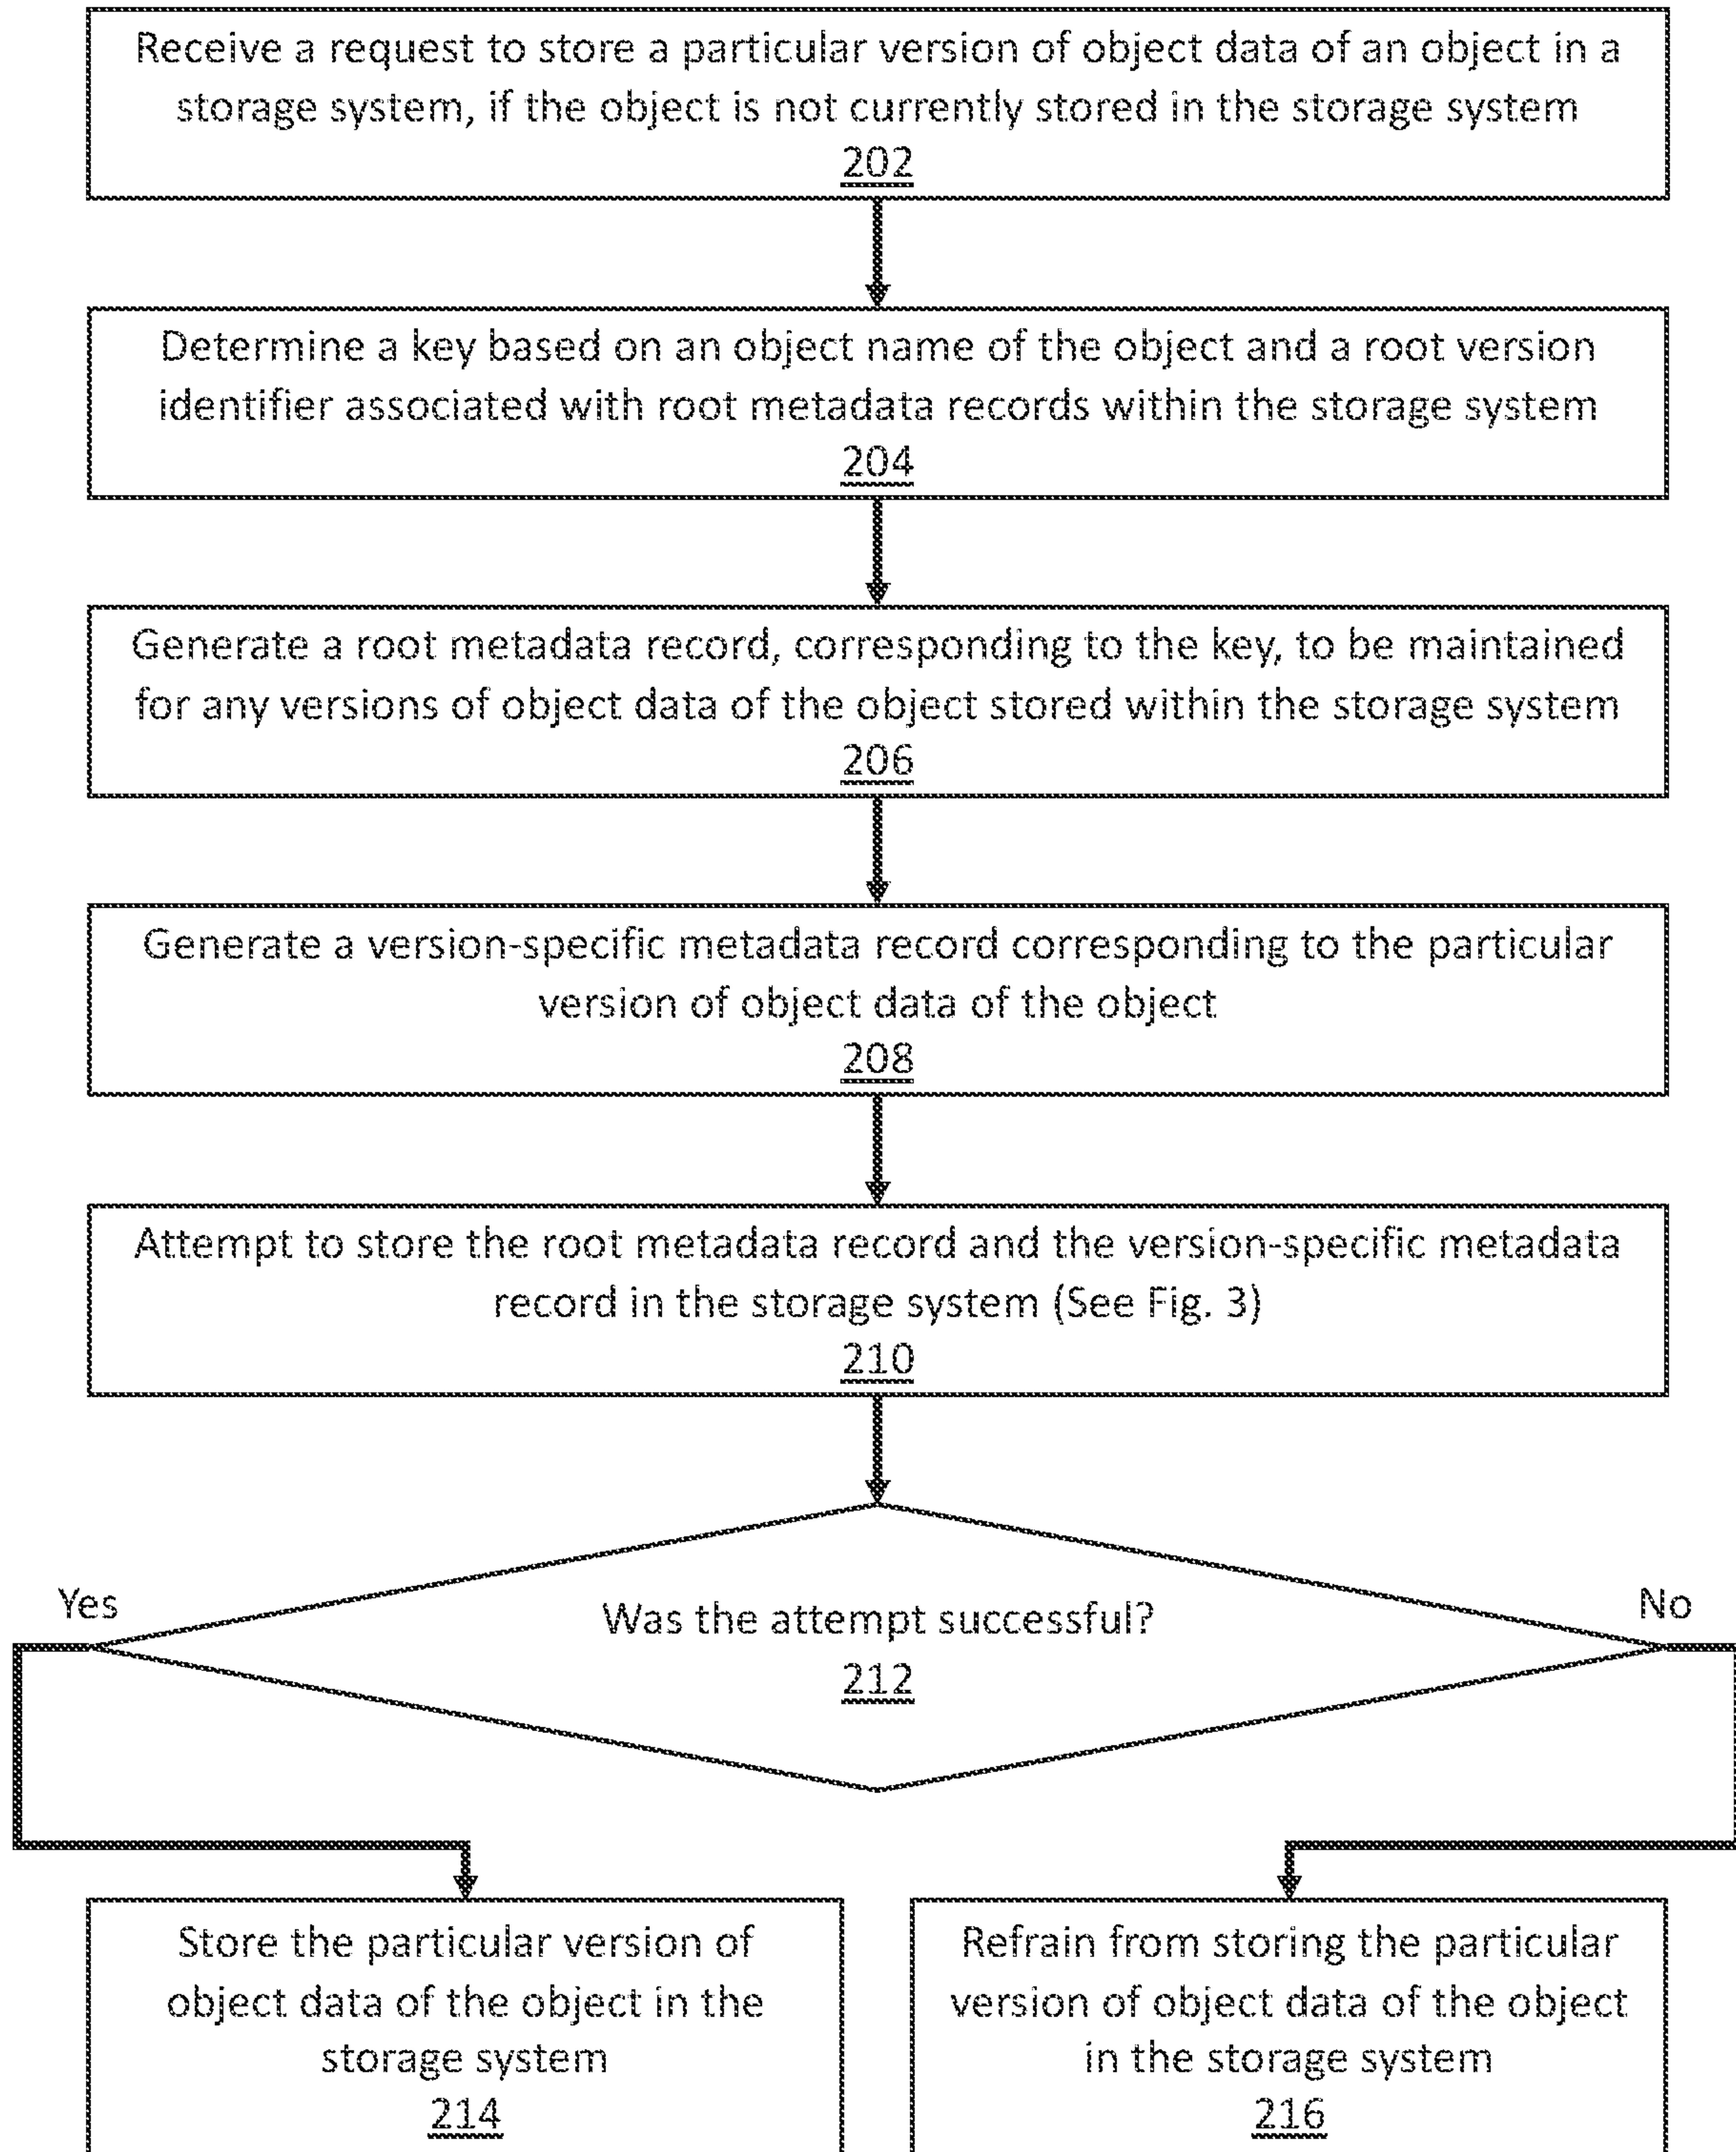 Receive a request to store a particular version of object data of an object in a
storage system, if the object is not currently stored in the storage system
202
Determine a key based on an object name of the object and a root version
identifier associated with root metadata records within the storage system
204
Generate a root metadata record, corresponding to the key, to be maintained
for any versions of object data of the object stored within the storage system
206
Generate a version-specific metadata record corresponding to the particular
version of object data of the object
208
Attempt to store the root metadata record and the version-specific metadata
record in the storage system (See Fig. 3)
210
Yes
No
Was the attempt successful?
212
Store the particular version of
object data of the object in the
storage system
214
Refrain from storing the particular
version of object data of the object
in the storage system
216